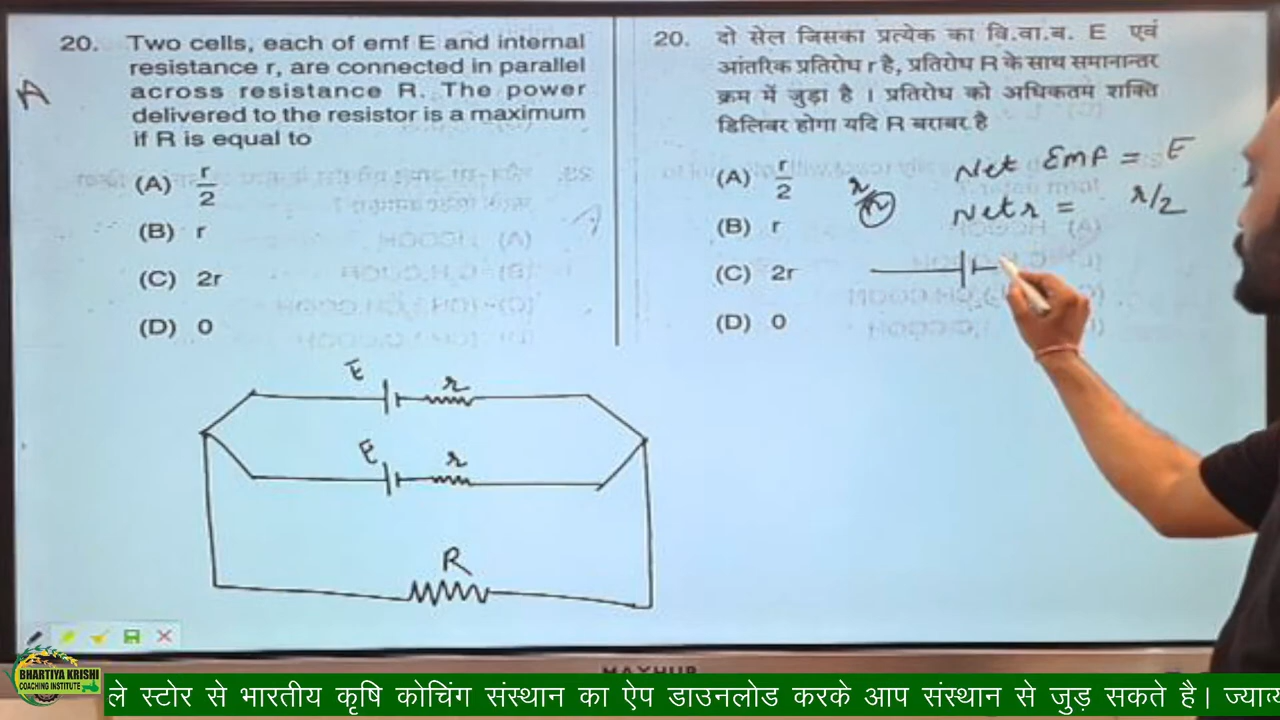 20. Two cells, each of emf E and internal
resistance r, are connected in parallel
across resistance R. The power
delivered to the resistor is a maximum
if R is equal to
(A) r/2
(B) r
(C) 2r
(D) 0
A
20. दो सेल जिसका प्रत्येक का वि.वा.ब. E एवं
आंतरिक प्रतिरोध r है, प्रतिरोध R के साथ समानान्तर
क्रम में जुड़ा है । प्रतिरोध को अधिकतम शक्ति
डिलिबर होगा यदि R बराबर है
(A) r/2
(B) r
(C) 2r
(D) 0
Net Emf = E
Net r = r/2
E
r
E
r
R
BHARTIYA KRISHI
COACHING INSTITUTE
ले स्टोर से भारतीय कृषि कोचिंग संस्थान का ऐप डाउनलोड करके आप संस्थान से जुड़ सकते है।